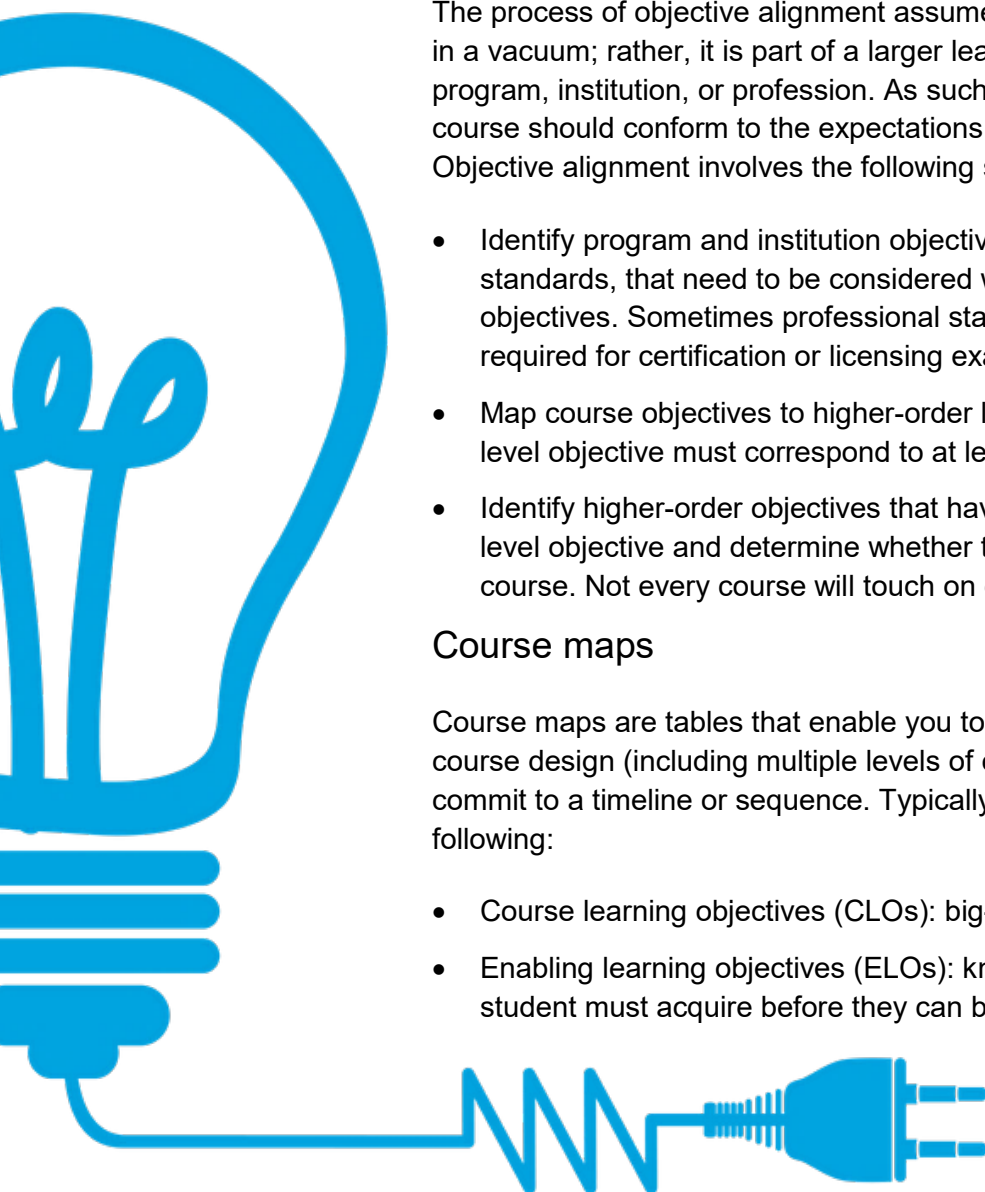 The process of objective alignment assume
in a vacuum; rather, it is part of a larger lea
program, institution, or profession. As such
course should conform to the expectations
Objective alignment involves the following s
• Identify program and institution objectiv
standards, that need to be considered w
objectives. Sometimes professional sta
required for certification or licensing exa
• Map course objectives to higher-order
level objective must correspond to at le
• Identify higher-order objectives that hav
level objective and determine whether t
course. Not every course will touch on
Course maps
Course maps are tables that enable you to
course design (including multiple levels of
commit to a timeline or sequence. Typically
following:
• Course learning objectives (CLOs): big-
• Enabling learning objectives (ELOs): kn
student must acquire before they can b